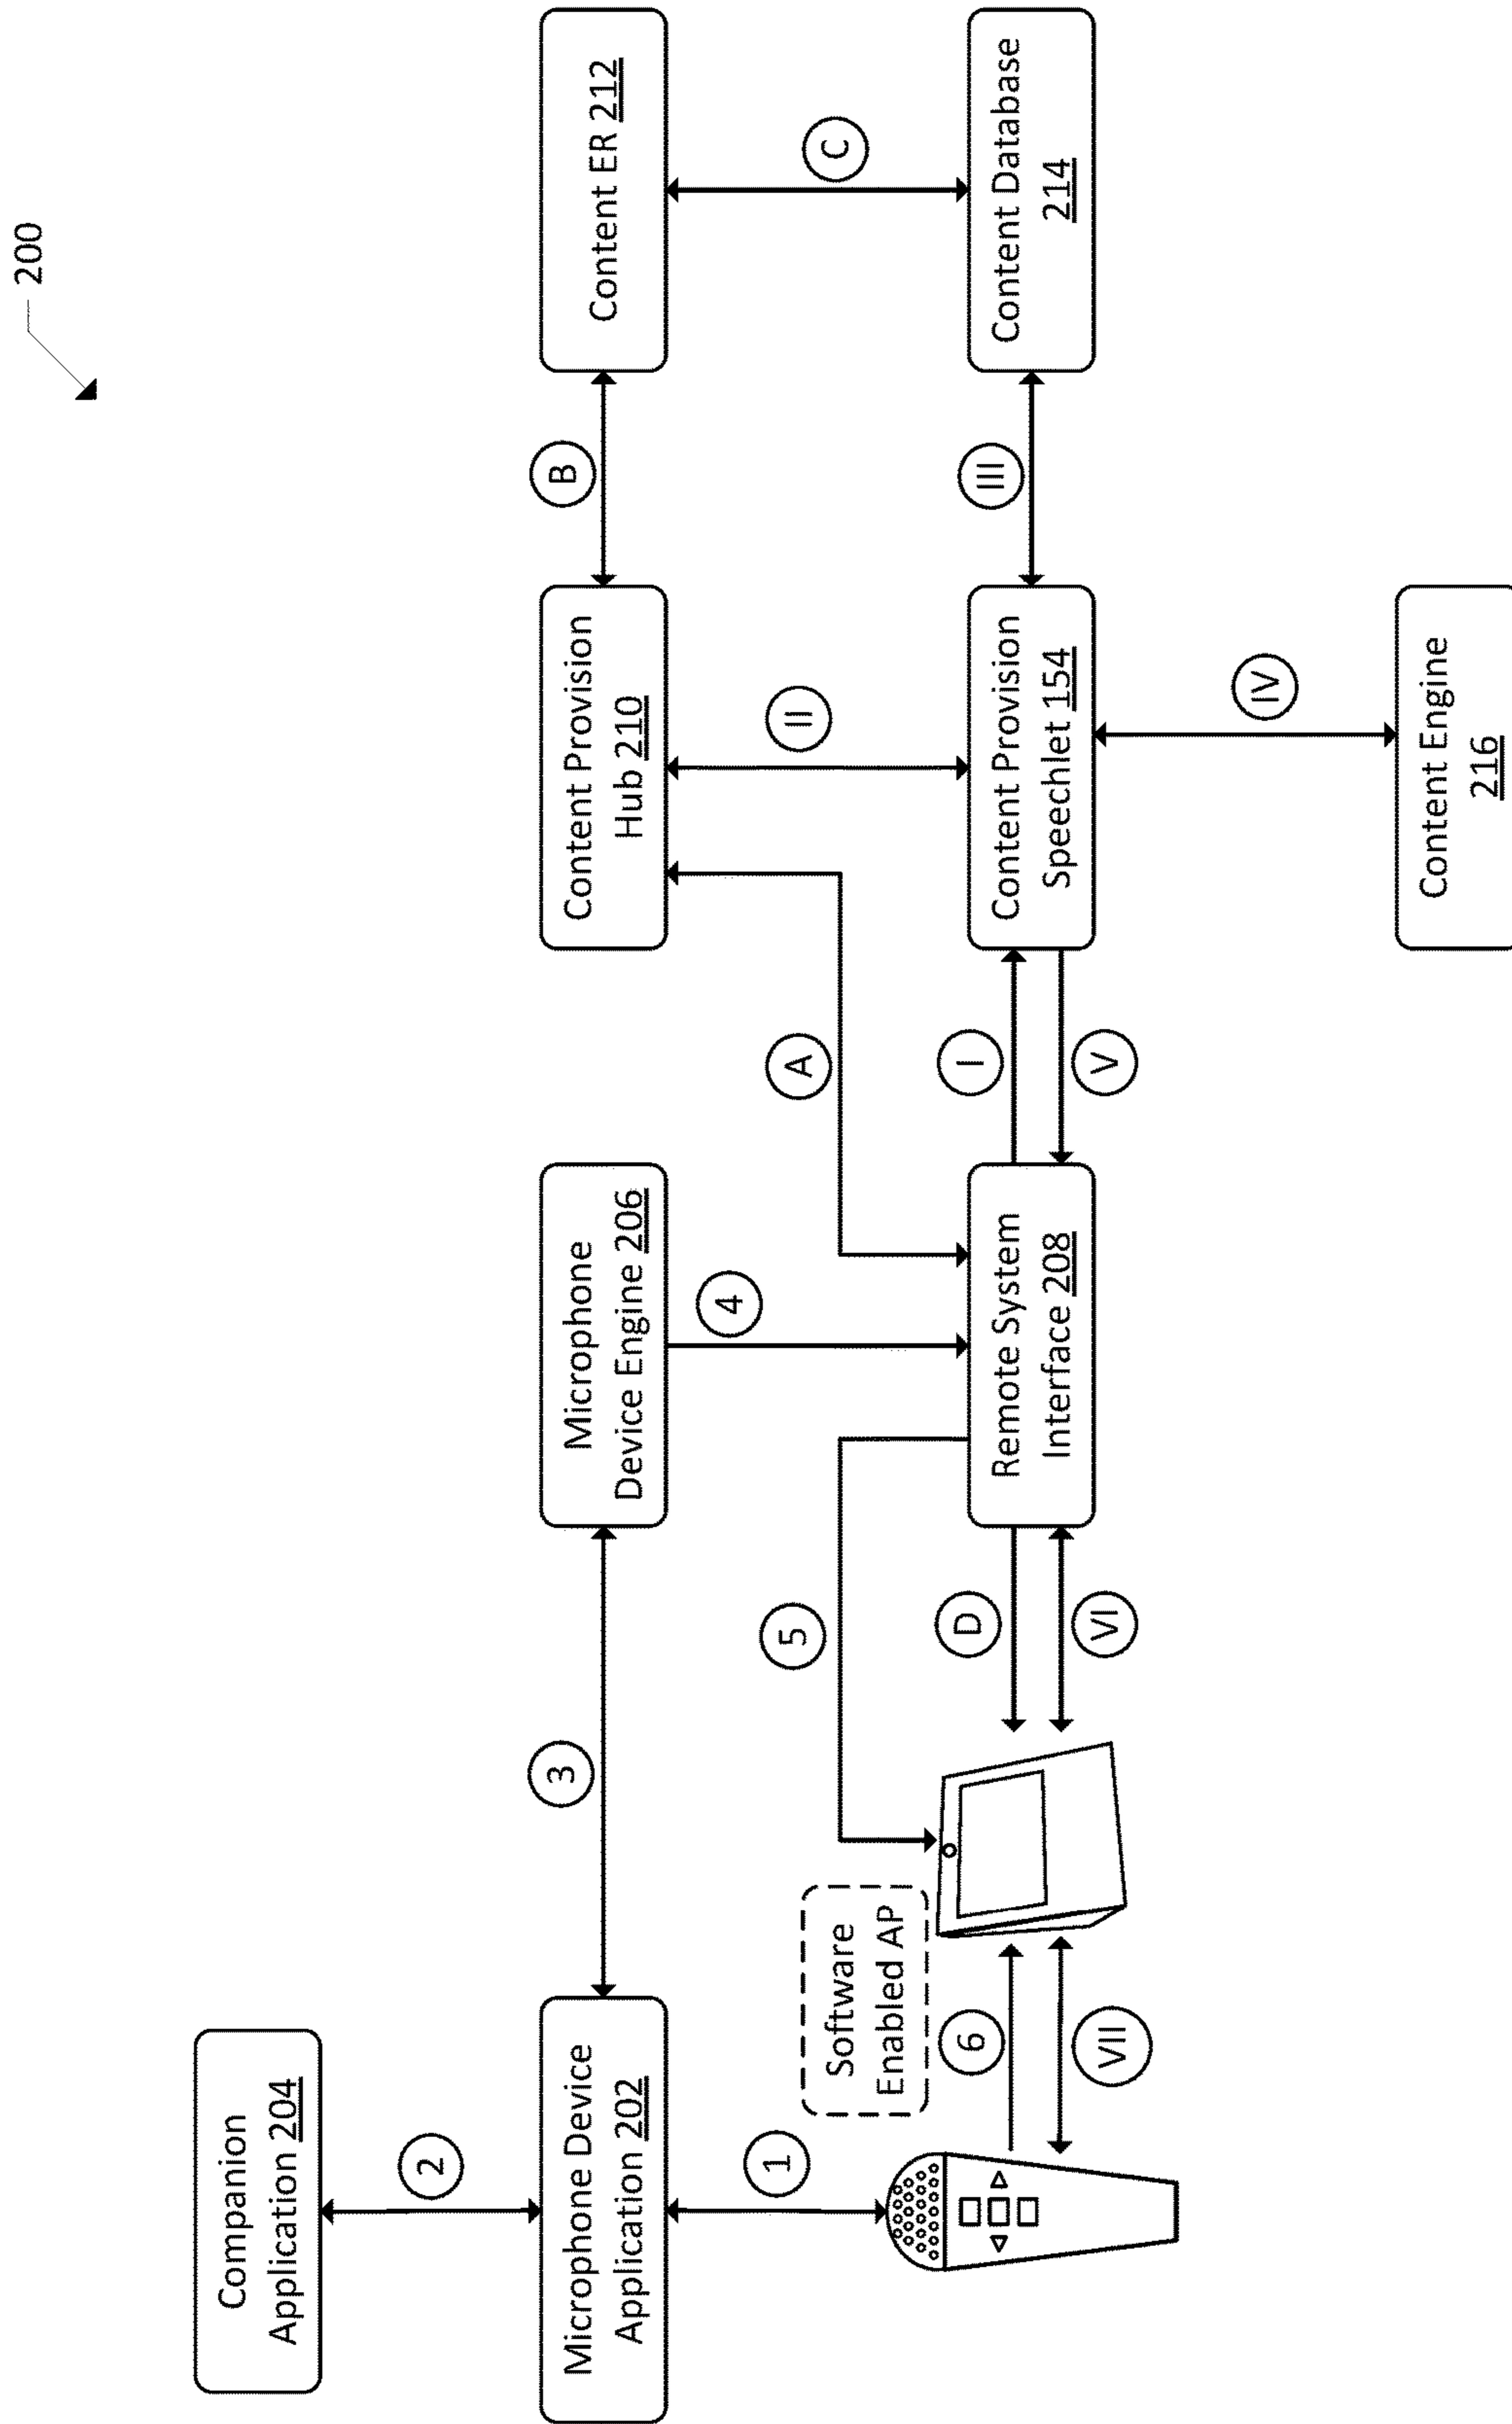 200
Companion
Application 204
2
Microphone Device
Application 202
3
Microphone
Device Engine 206
Content Provision
Hub 210
B
Content ER 212
1
Software
Enabled AP
5
4
A
II
C
6
VII
D
VI
Remote System
Interface 208
I
V
Content Provision
Speechlet 154
III
Content Database
214
IV
Content Engine
216